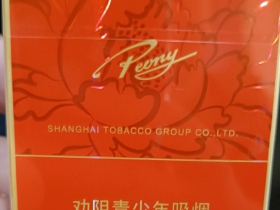 Peony
SHANGHAI TOBACCO GROUP CO.,LTD.
劝阻青少年吸烟